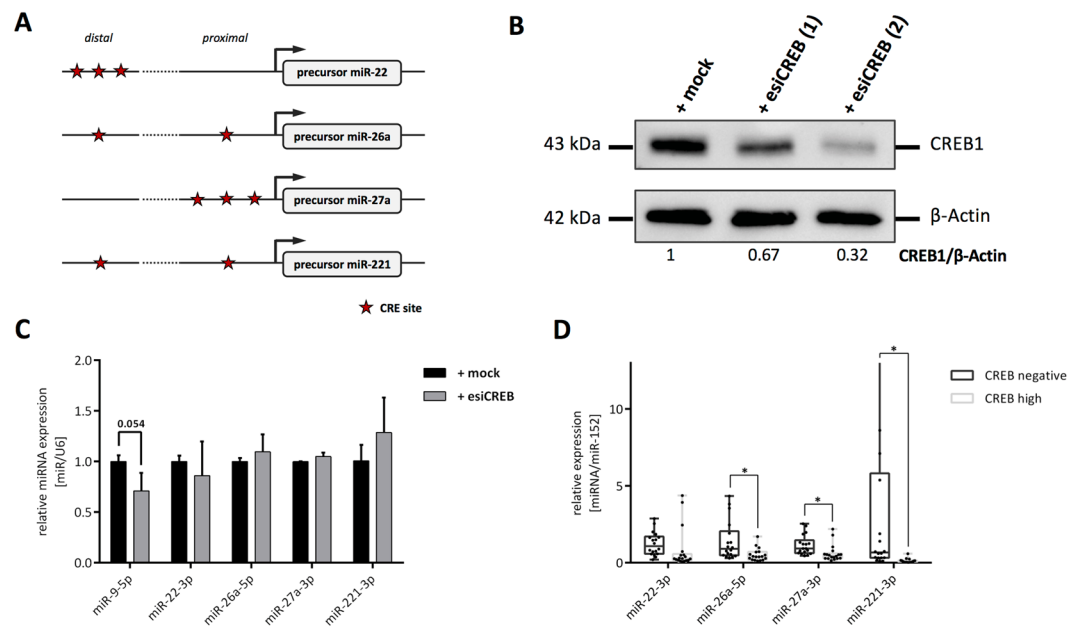 A
distal
proximal
precursor miR-22
precursor miR-26a
precursor miR-27a
precursor miR-221
CRE site
B
+ mock
+ esiCREB (1)
+ esiCREB (2)
43 kDa
CREB1
42 kDa
β-Actin
1 0.67 0.32 CREB1/β-Actin
C
relative miRNA expression
[miR/U6]
2.0
1.5
1.0
0.5
0.0
0.054
+ mock
+ esiCREB
miR-9-5p
miR-22-3p
miR-26a-5p
miR-27a-3p
miR-221-3p
D
relative expression
[miRNA/miR-152]
10
5
0
*
*
*
CREB negative
CREB high
miR-22-3p
miR-26a-5p
miR-27a-3p
miR-221-3p